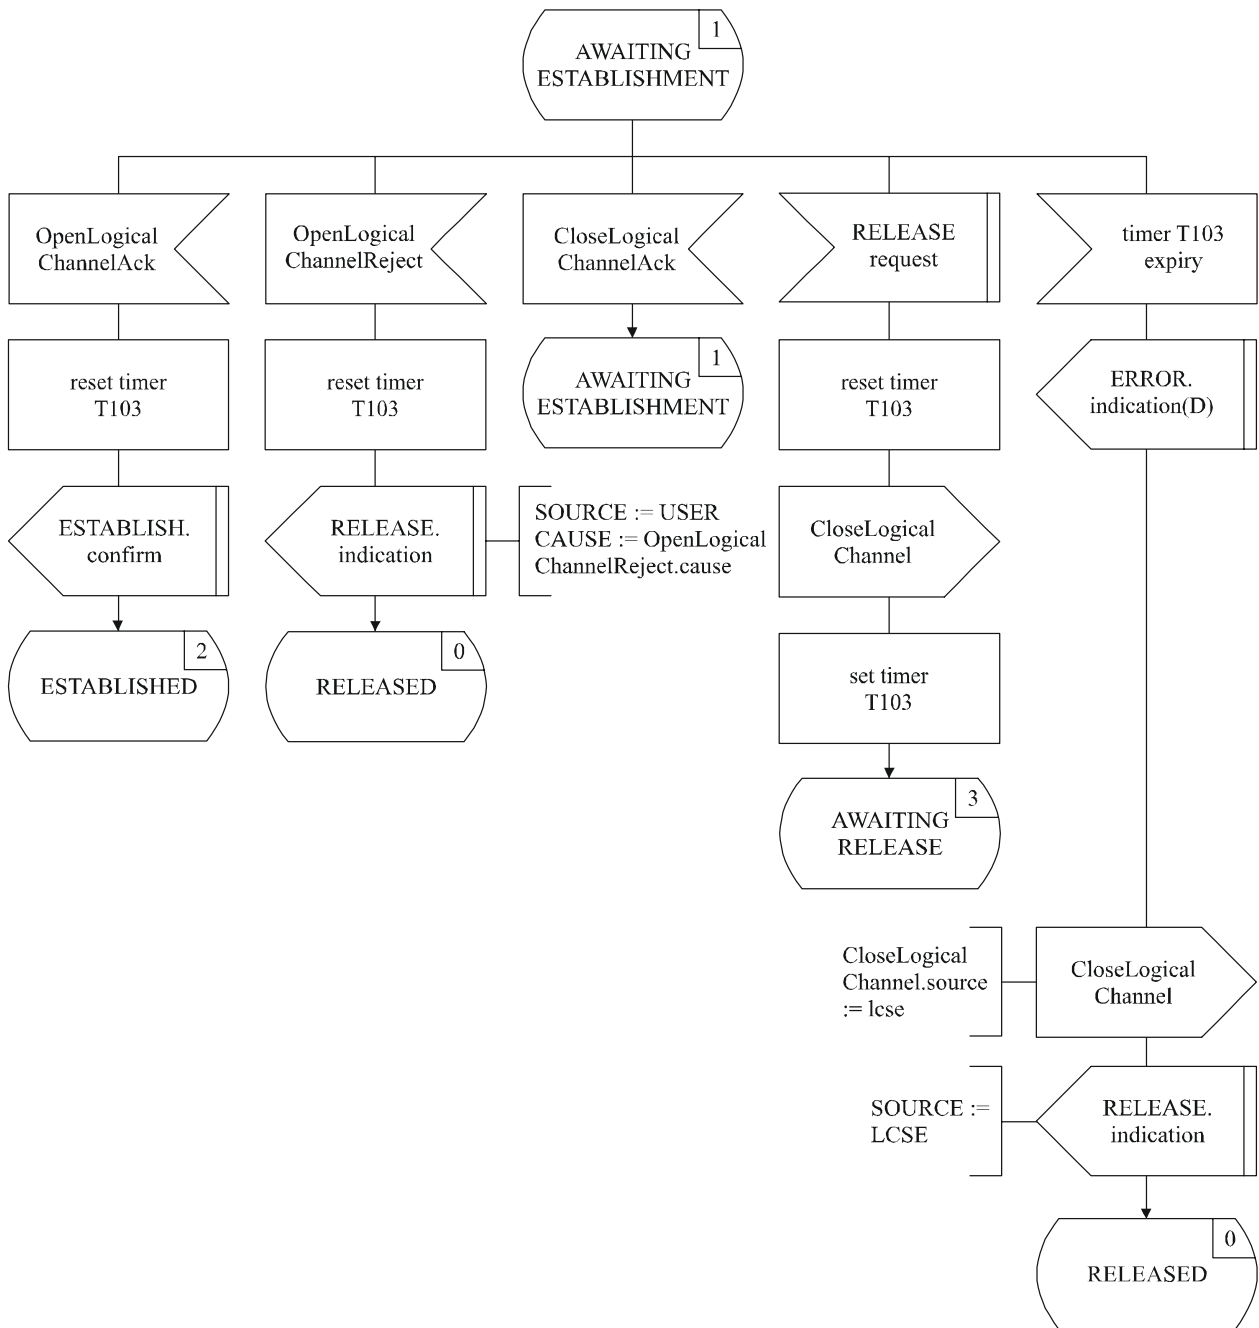 1
AWAITING
ESTABLISHMENT
OpenLogical
ChannelAck
OpenLogical
ChannelReject
CloseLogical
ChannelAck
RELEASE
request
timer T103
expiry
reset timer
T103
reset timer
T103
1
AWAITING
ESTABLISHMENT
reset timer
T103
ERROR.
indication(D)
ESTABLISH.
confirm
RELEASE.
indication
SOURCE := USER
CAUSE := OpenLogical
ChannelReject.cause
CloseLogical
Channel
2
ESTABLISHED
0
RELEASED
set timer
T103
3
AWAITING
RELEASE
CloseLogical
Channel.source
:= lcse
CloseLogical
Channel
SOURCE :=
LCSE
RELEASE.
indication
0
RELEASED